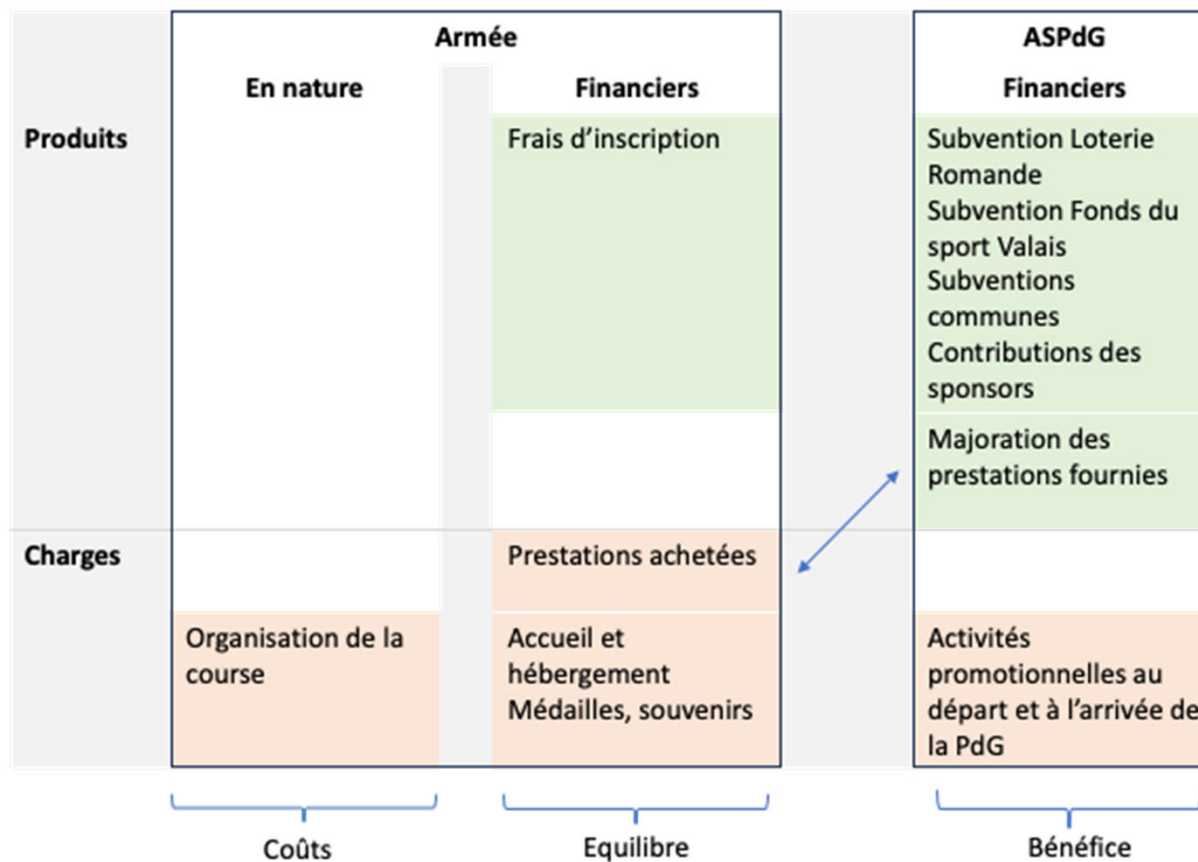 Armée
ASPdG
En nature
Financiers
Financiers
Produits
Frais d’inscription
Subvention Loterie
Romande
Subvention Fonds du
sport Valais
Subventions
communes
Contributions des
sponsors
Majoration des
prestations fournies
Charges
Prestations achetées
Organisation de la
course
Accueil et
hébergement
Médailles, souvenirs
Activités
promotionnelles au
départ et à l’arrivée de
la PdG
Coûts
Equilibre
Bénéfice